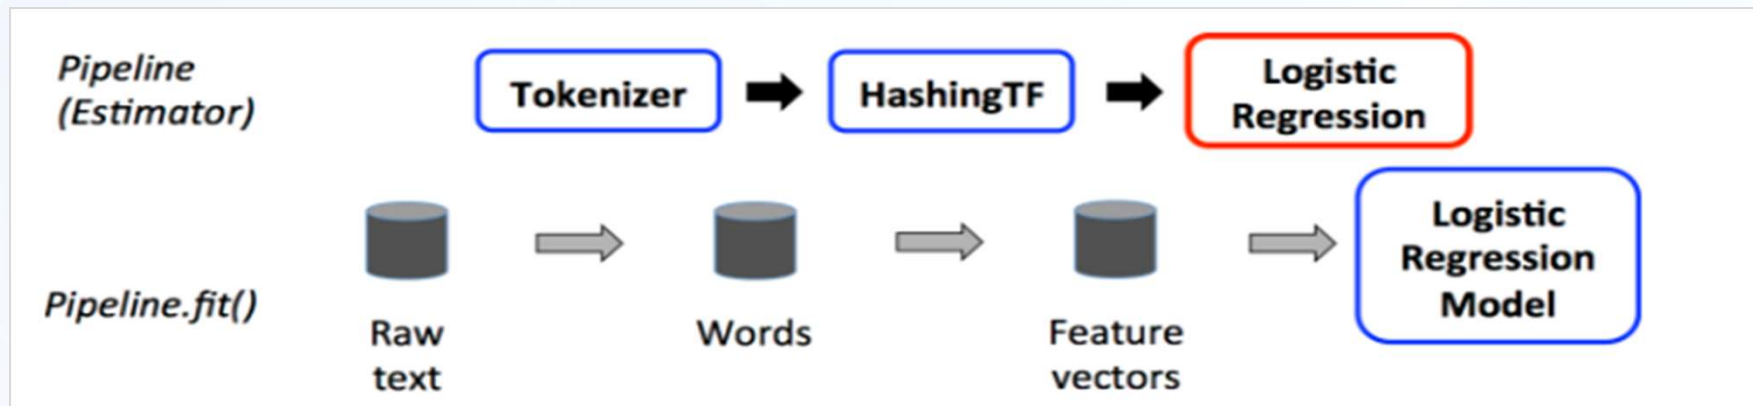 Pipeline
(Estimator)
Tokenizer
HashingTF
Logistic
Regression
Pipeline.fit()
Raw
text
Words
Feature
vectors
Logistic
Regression
Model